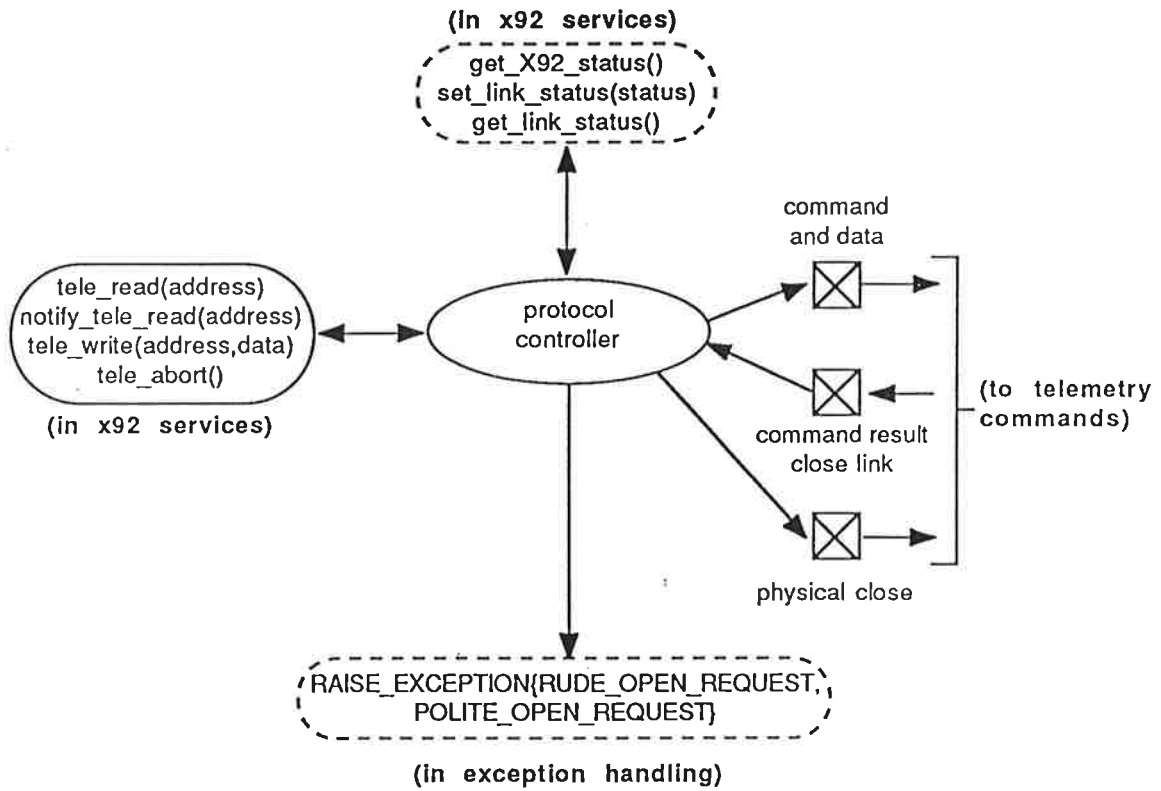 (in x92 services)
get_X92_status()
set_link_status(status)
get_link_status()
command
and data
tele_read(address)
notify_tele_read(address)
tele_write(address,data)
tele_abort()
(in x92 services)
protocol
controller
(to telemetry
commands)
command result
close link
physical close
RAISE_EXCEPTION{RUDE_OPEN_REQUEST,
POLITE_OPEN_REQUEST}
(in exception handling)